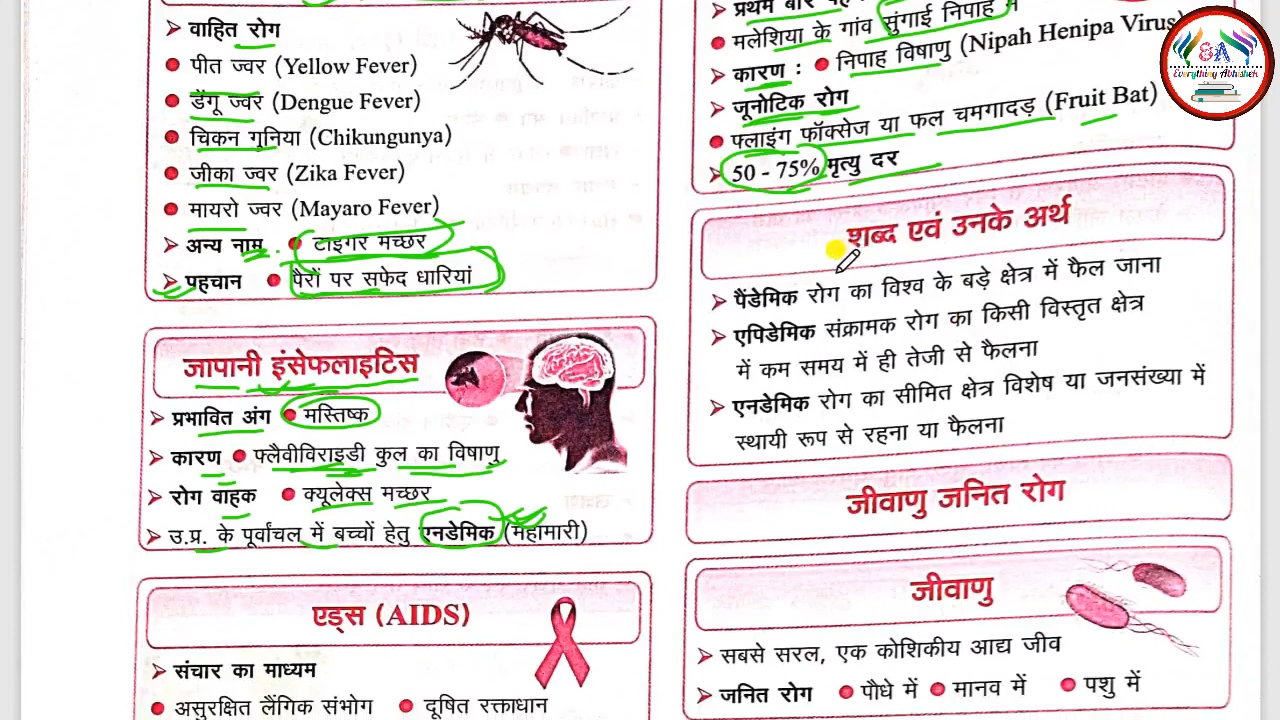 वाहित रोग
पीत ज्वर (Yellow Fever)
डेंगू ज्वर (Dengue Fever)
चिकन गुनिया (Chikungunya)
जीका ज्वर (Zika Fever)
मायरो ज्वर (Mayaro Fever)
अन्य नाम टाइगर मच्छर
पहचान पैरों पर सफेद धारियां
जापानी इंसेफलाइटिस
प्रभावित अंग मस्तिष्क
कारण फ्लैवीविराइडी कुल का विषाणु
रोग वाहक क्यूलेक्स मच्छर
उ.प्र. के पूर्वांचल में बच्चों हेतु एनडेमिक (महामारी)
एड्स (AIDS)
संचार का माध्यम
असुरक्षित लैंगिक संभोग दूषित रक्ताधान
प्रथम बार
मलेशिया के गांव सुंगाई निपाह में
कारण : निपाह विषाणु (Nipah Henipa Virus)
जूनोटिक रोग
फ्लाइंग फॉक्सेज या फल चमगादड़ (Fruit Bat)
50 - 75% मृत्यु दर
शब्द एवं उनके अर्थ
पैंडेमिक रोग का विश्व के बड़े क्षेत्र में फैल जाना
एपिडेमिक संक्रामक रोग का किसी विस्तृत क्षेत्र
में कम समय में ही तेजी से फैलना
एनडेमिक रोग का सीमित क्षेत्र विशेष या जनसंख्या में
स्थायी रूप से रहना या फैलना
जीवाणु जनित रोग
जीवाणु
सबसे सरल, एक कोशिकीय आद्य जीव
जनित रोग पौधे में मानव में पशु में
&A
Everything Abhishek